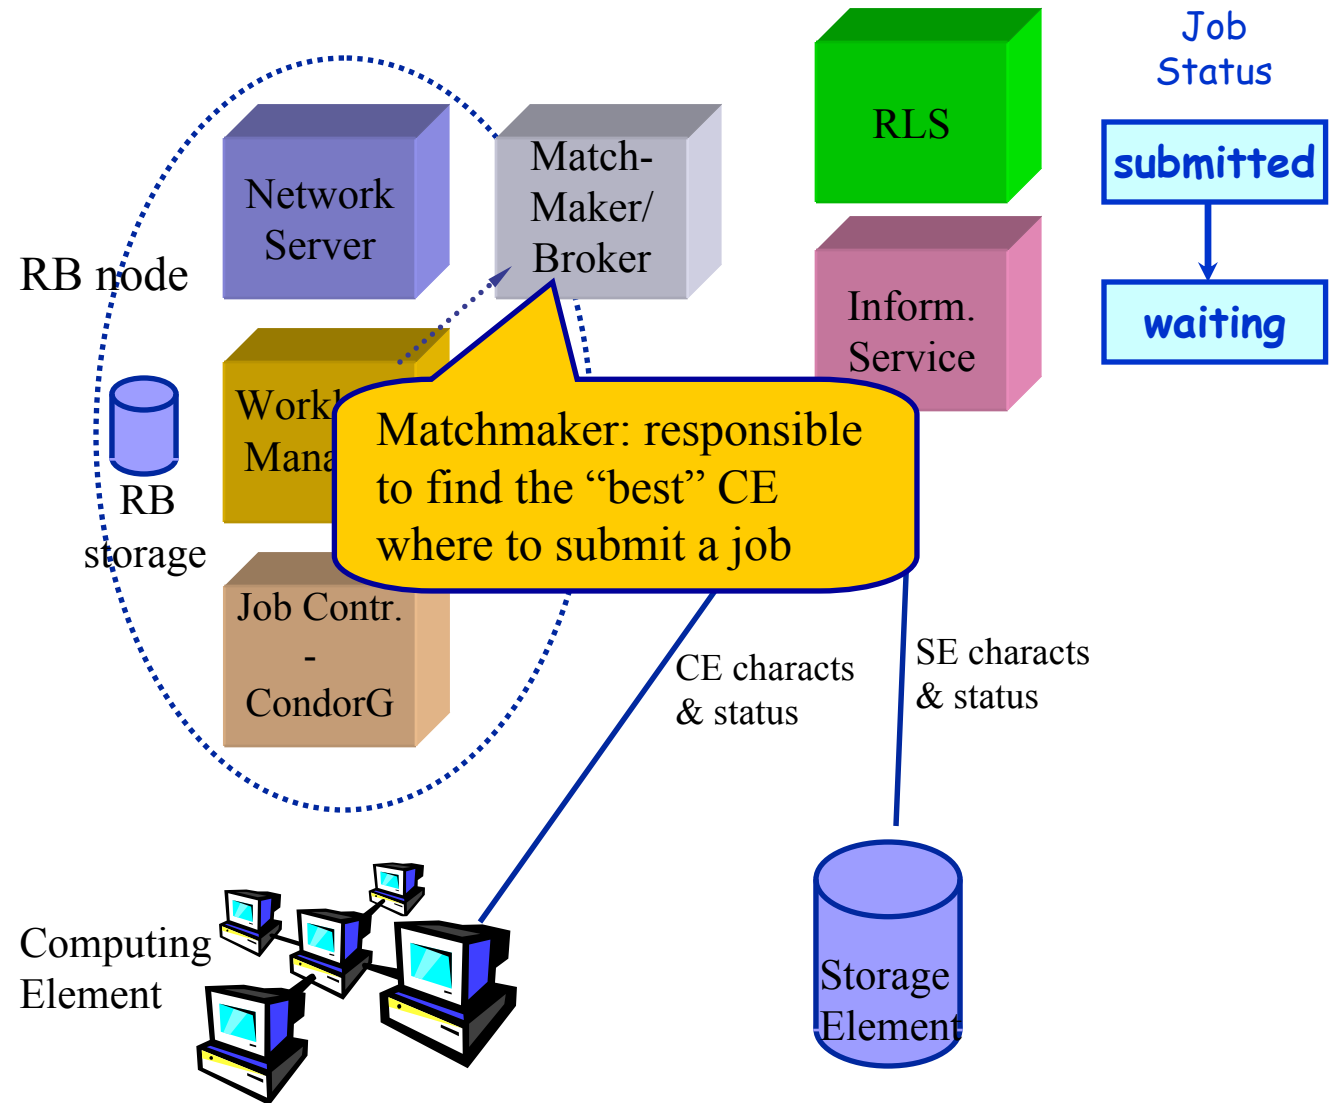 Job
Status
submitted
waiting
RLS
Inform.
Service
Match-
Maker/
Broker
Network
Server
RB node
RB
storage
Job Contr.
-
CondorG
Matchmaker: responsible
to find the “best” CE
where to submit a job
CE characts
& status
SE characts
& status
Computing
Element
Storage
Element